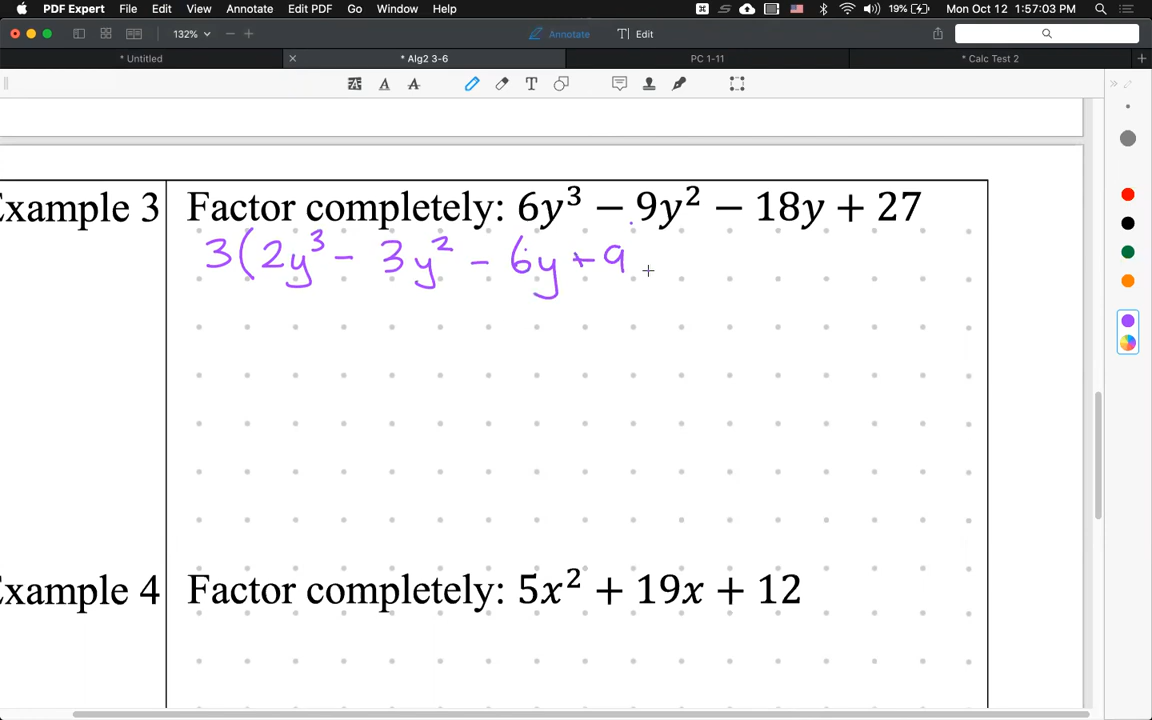 PDF Expert File Edit View Annotate Edit PDF Go Window Help 19% Mon Oct 12 1:57:03 PM
132% Annotate Edit
* Untitled * Alg2 3-6 PC 1-11 * Calc Test 2
Example 3 Factor completely: 6y³ − 9y² − 18y + 27
3(2y³ − 3y² − 6y + 9
Example 4 Factor completely: 5x² + 19x + 12